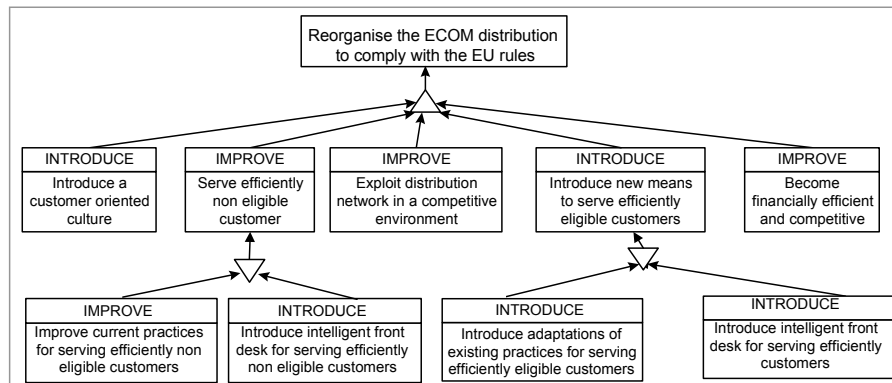 Reorganise the ECOM distribution
to comply with the EU rules
INTRODUCE
Introduce a
customer oriented
culture
IMPROVE
Serve efficiently
non eligible
customer
IMPROVE
Exploit distribution
network in a competitive
environment
INTRODUCE
Introduce new means
to serve efficiently
eligible customers
IMPROVE
Become
financially efficient
and competitive
IMPROVE
Improve current practices
for serving efficiently non
eligible customers
INTRODUCE
Introduce intelligent front
desk for serving efficiently
non eligible customers
INTRODUCE
Introduce adaptations of
existing practices for serving
efficiently eligible customers
INTRODUCE
Introduce intelligent front
desk for serving efficiently
customers